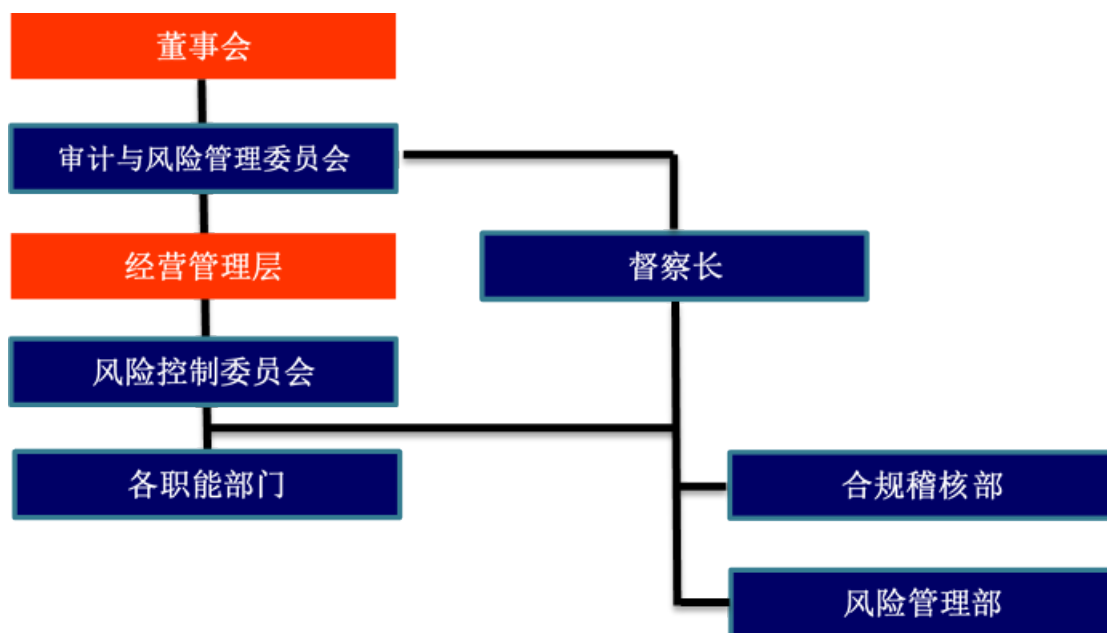 董事会
审计与风险管理委员会
经营管理层
督察长
风险控制委员会
各职能部门
合规稽核部
风险管理部